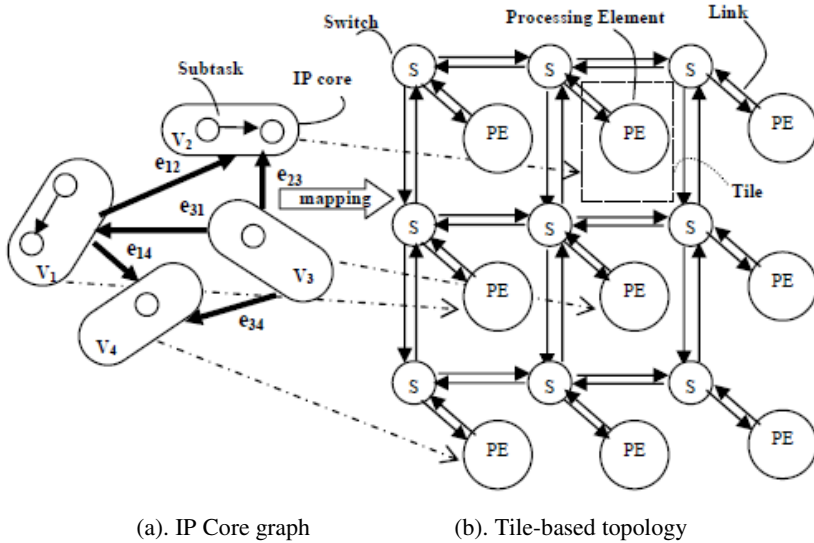 Switch
Processing Element
Link
Subtask
IP core
S
S
S
V2
PE
PE
PE
e12
e23
mapping
Tile
e31
S
S
S
V1
e14
V3
PE
PE
PE
e34
V4
S
S
S
PE
PE
PE
(a). IP Core graph
(b). Tile-based topology